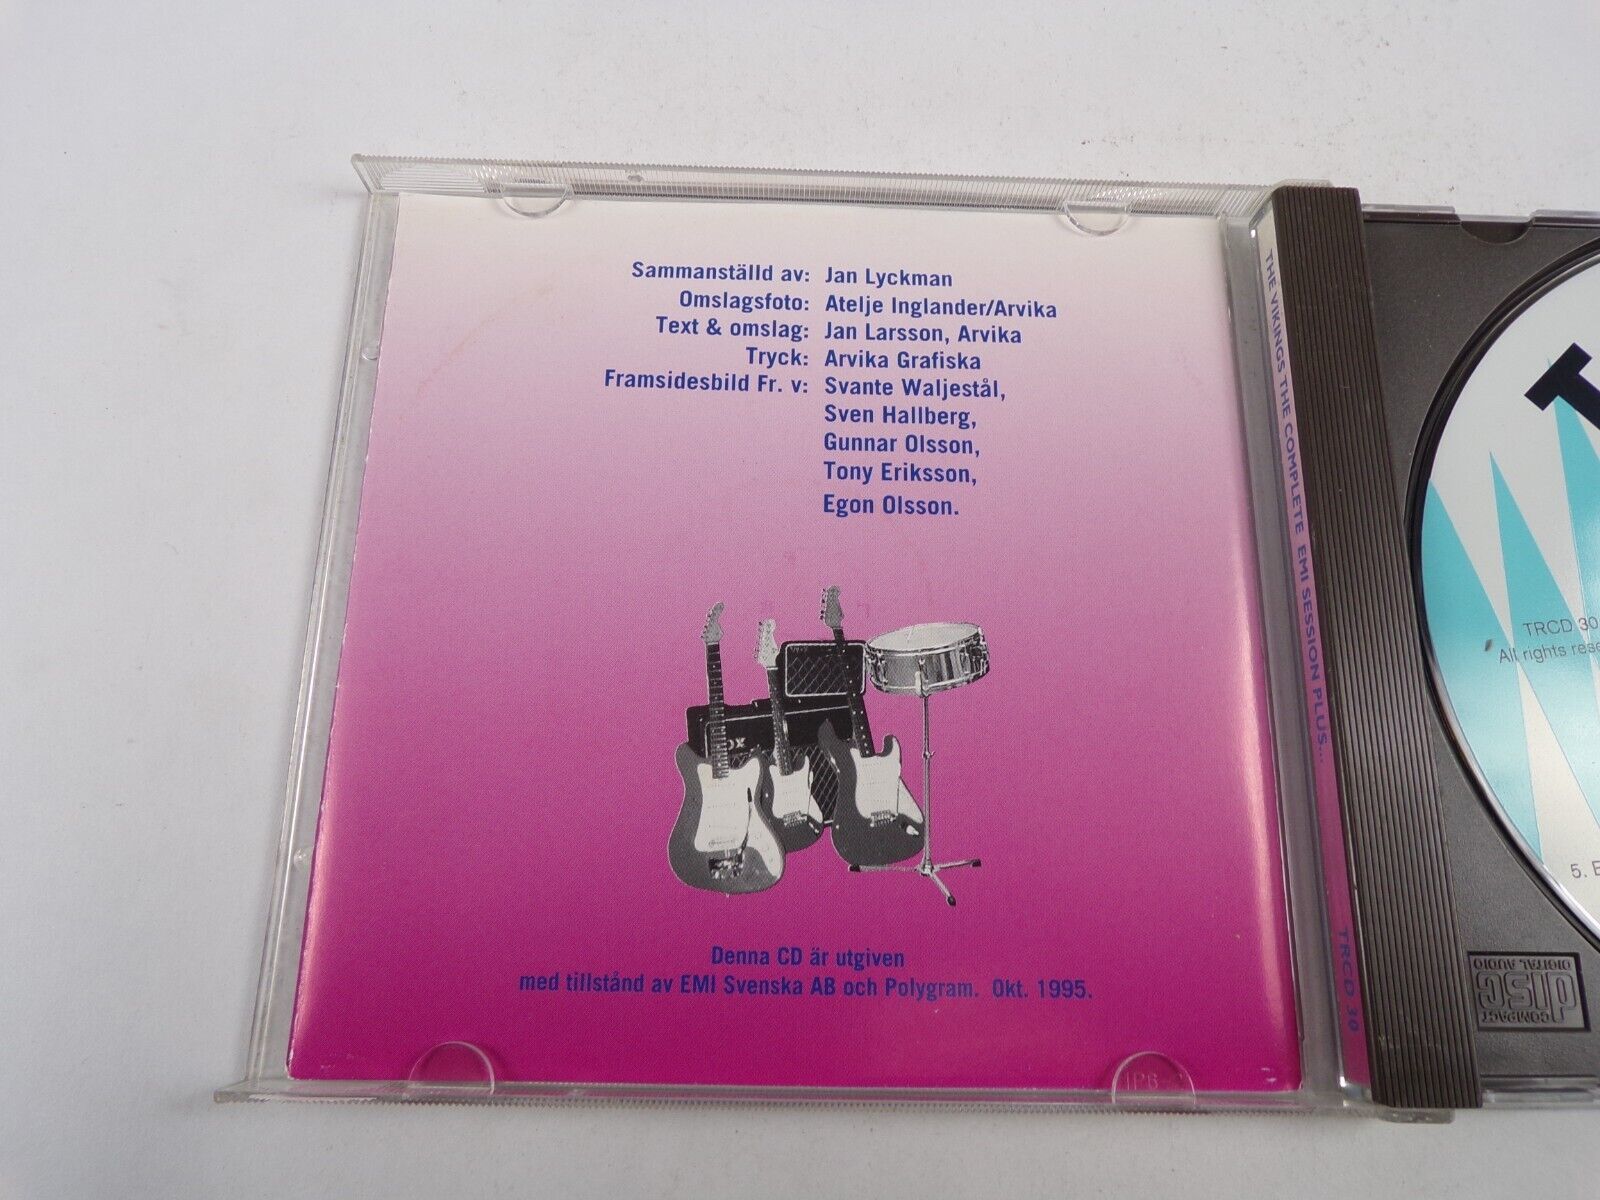 Sammanställd av: Jan Lyckman
Omslagsfoto: Atelje Inglander/Arvika
Text & omslag: Jan Larsson, Arvika
Tryck: Arvika Grafiska
Framsidesbild Fr. v: Svante Waljestål,
Sven Hallberg,
Gunnar Olsson,
Tony Eriksson,
Egon Olsson.
Denna CD är utgiven
med tillstånd av EMI Svenska AB och Polygram. Okt. 1995.
THE VIKINGS THE COMPLETE EMI SESSION PLUS...
TRCD 30
TRCD 30
All rights rese
5. E
COMPACT
disc
DIGITAL AUDIO